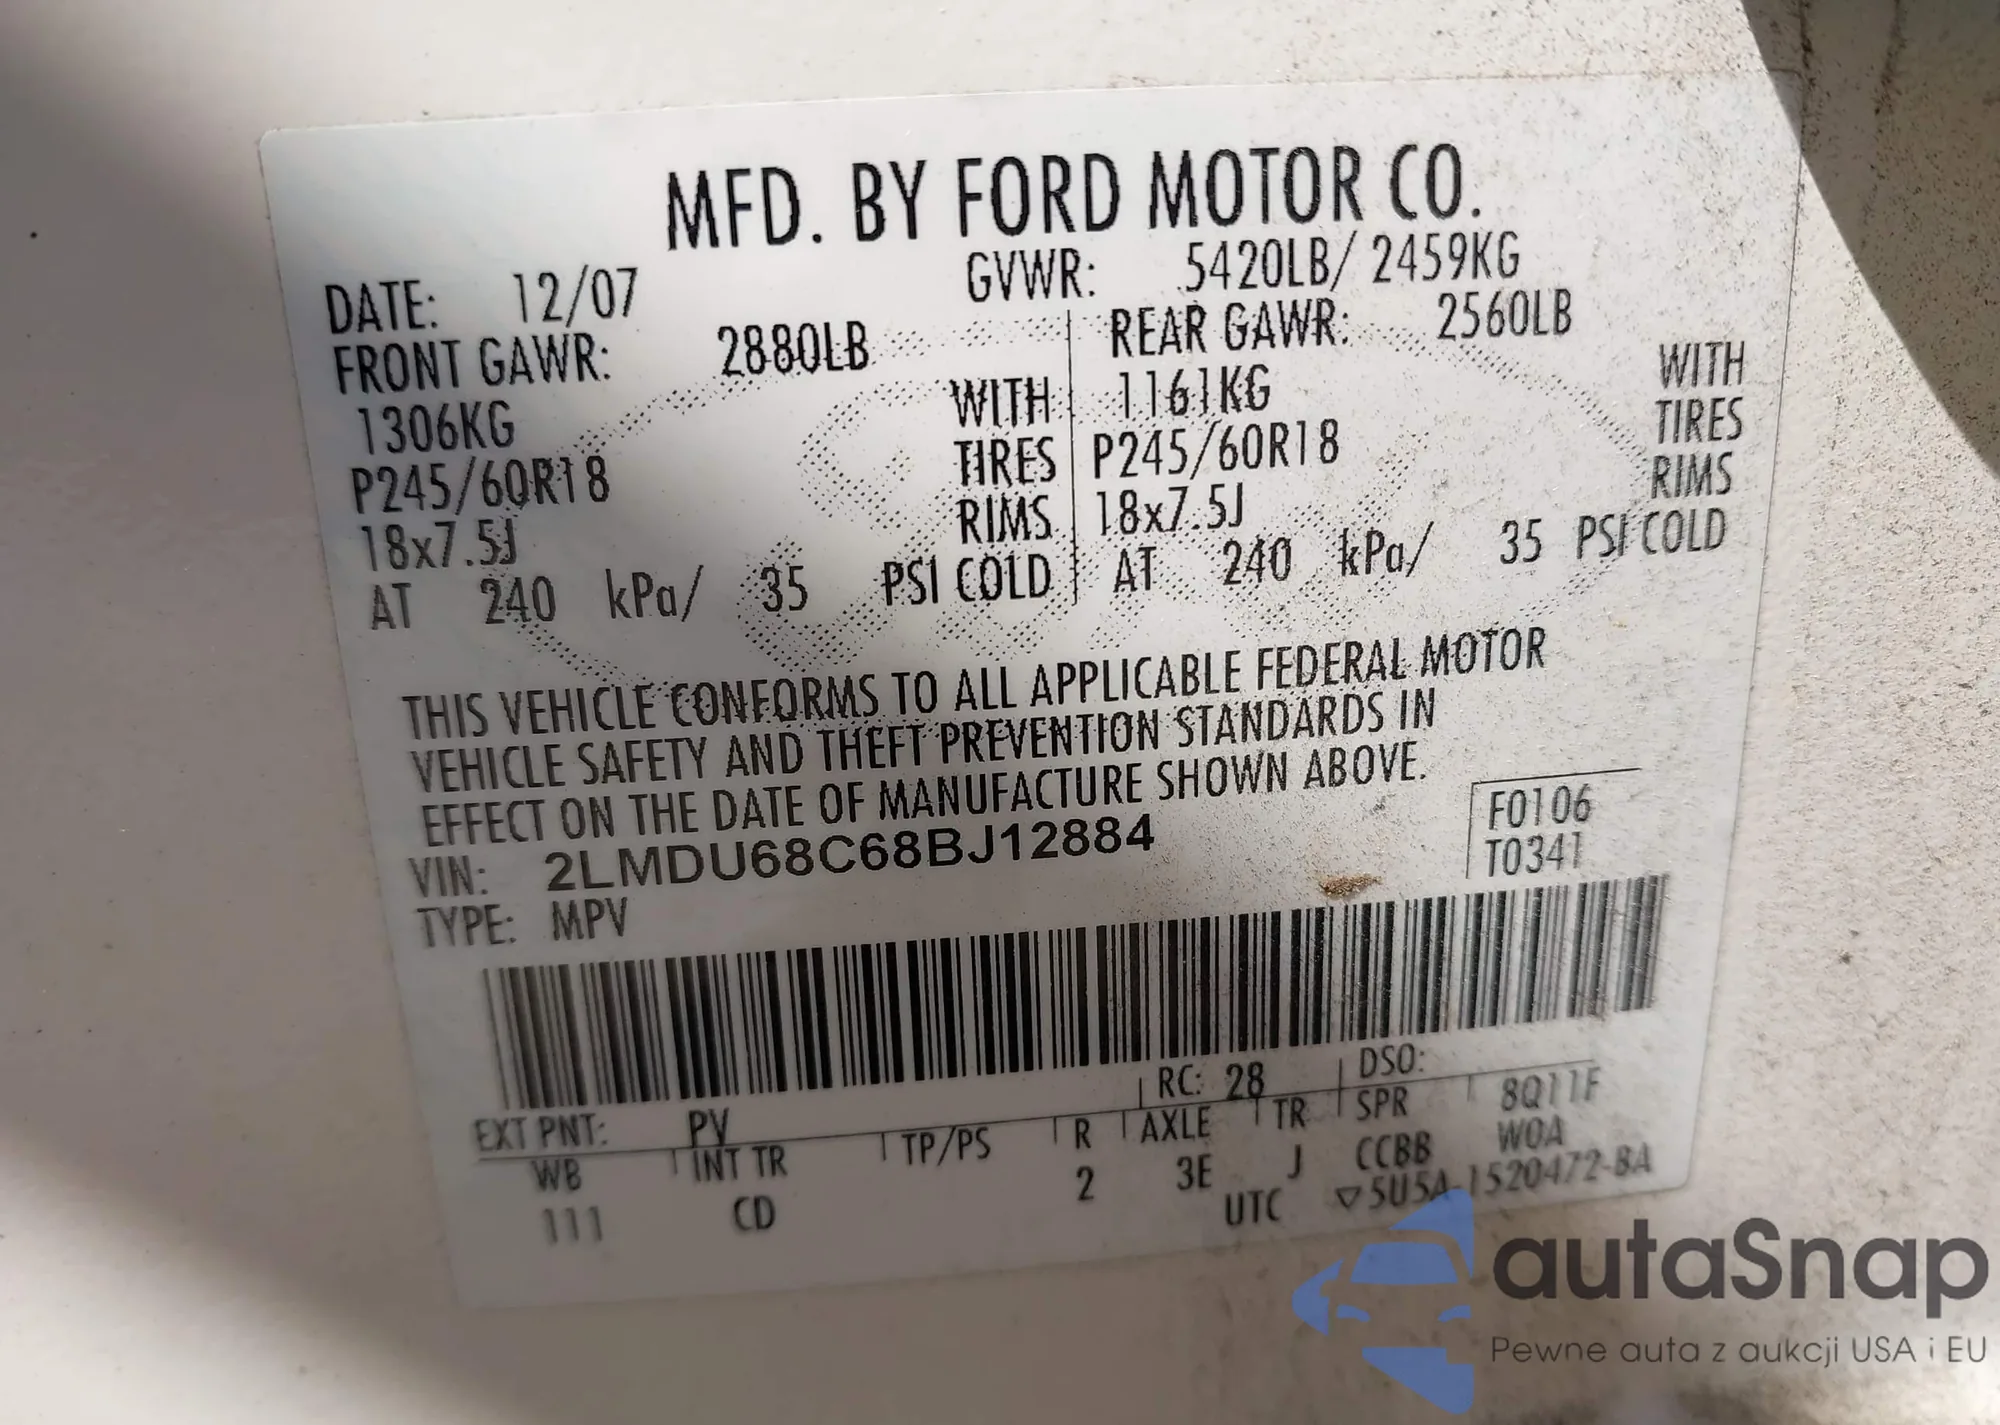 MFD. BY FORD MOTOR CO.
DATE: 12/07 GVWR: 5420LB/ 2459KG
FRONT GAWR: 2880LB REAR GAWR: 2560LB
1306KG WITH 1161KG WITH
P245/60R18 TIRES P245/60R18 TIRES
18x7.5J RIMS 18x7.5J RIMS
AT 240 kPa/ 35 PSI COLD AT 240 kPa/ 35 PSI COLD
THIS VEHICLE CONFORMS TO ALL APPLICABLE FEDERAL MOTOR
VEHICLE SAFETY AND THEFT PREVENTION STANDARDS IN
EFFECT ON THE DATE OF MANUFACTURE SHOWN ABOVE.
VIN: 2LMDU68C68BJ12884
F0106
T0341
TYPE: MPV
EXT PNT: PV RC: 28 DSO:
WB INT TR TP/PS R AXLE TR SPR 8Q11F
111 CD 2 3E J CCBB W0A
UTC ▽5U5A-1520472-BA
autaSnap
Pewne auta z aukcji USA i EU